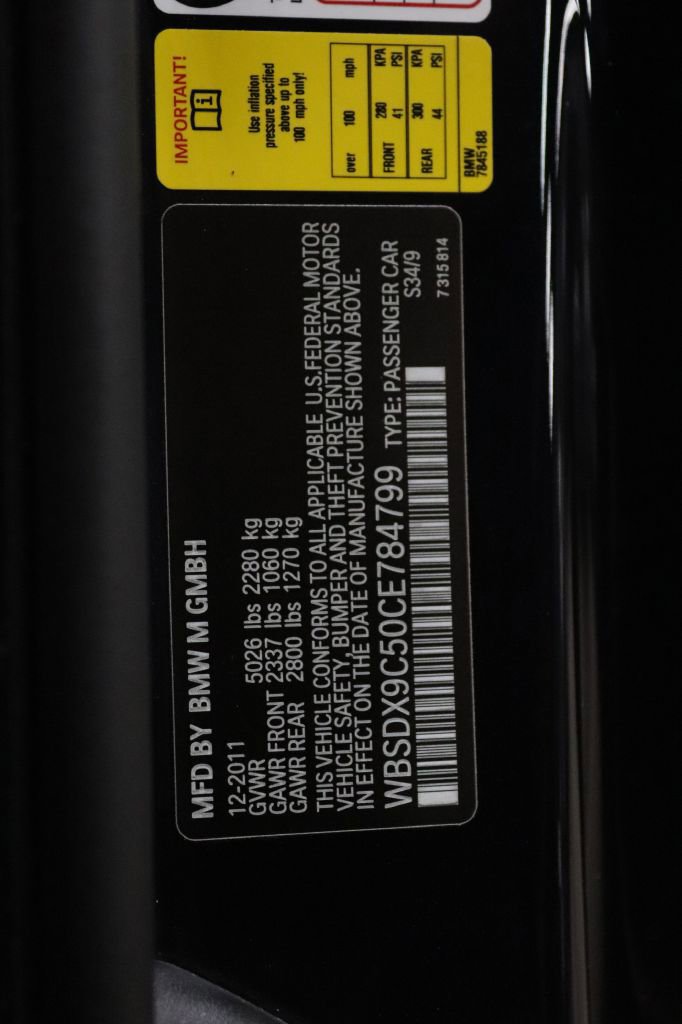 IMPORTANT!
i
Use inflation
pressure specified
above up to
100 mph only!
over 100 mph
FRONT 280 KPA
41 PSI
REAR 300 KPA
44 PSI
BMW
7845188
MFD BY BMW M GMBH
12-2011
GVWR 5026 lbs 2280 kg
GAWR FRONT 2337 lbs 1060 kg
GAWR REAR 2800 lbs 1270 kg
THIS VEHICLE CONFORMS TO ALL APPLICABLE U.S.FEDERAL MOTOR
VEHICLE SAFETY, BUMPER AND THEFT PREVENTION STANDARDS
IN EFFECT ON THE DATE OF MANUFACTURE SHOWN ABOVE.
WBSDX9C50CE784799 TYPE: PASSENGER CAR
S34/9
7315814